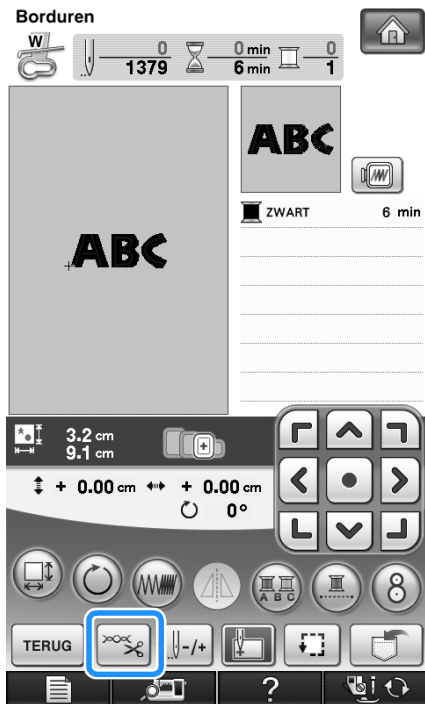 Borduren
W
0 0 min 0
1379 6 min 1
ABC
ABC
ZWART 6 min
3.2 cm
9.1 cm
+ 0.00 cm + 0.00 cm
0°
A B C
8
TERUG -/+
?